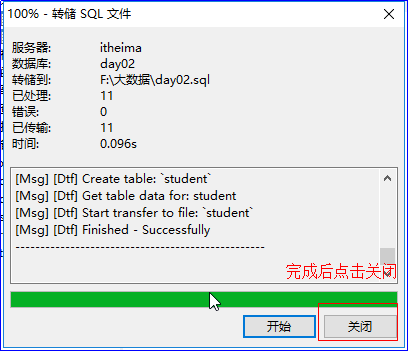 100% - 转储 SQL 文件
服务器: itheima
数据库: day02
转储到: F:\大数据\day02.sql
已处理: 11
错误: 0
已传输: 11
时间: 0.096s
[Msg] [Dtf] Create table: `student`
[Msg] [Dtf] Get table data for: student
[Msg] [Dtf] Start transfer to file: `student`
[Msg] [Dtf] Finished - Successfully
--------------------------------------------------
完成后点击关闭
开始 关闭